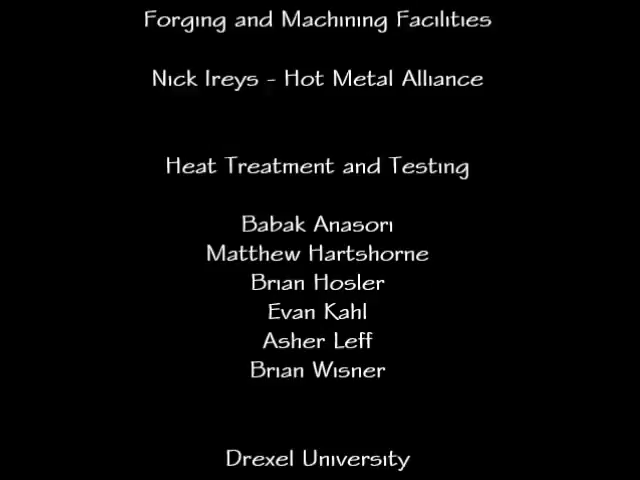 Forging and Machining Facilities
Nick Ireys - Hot Metal Alliance
Heat Treatment and Testing
Babak Anasori
Matthew Hartshorne
Brian Hosler
Evan Kahl
Asher Leff
Brian Wisner
Drexel University